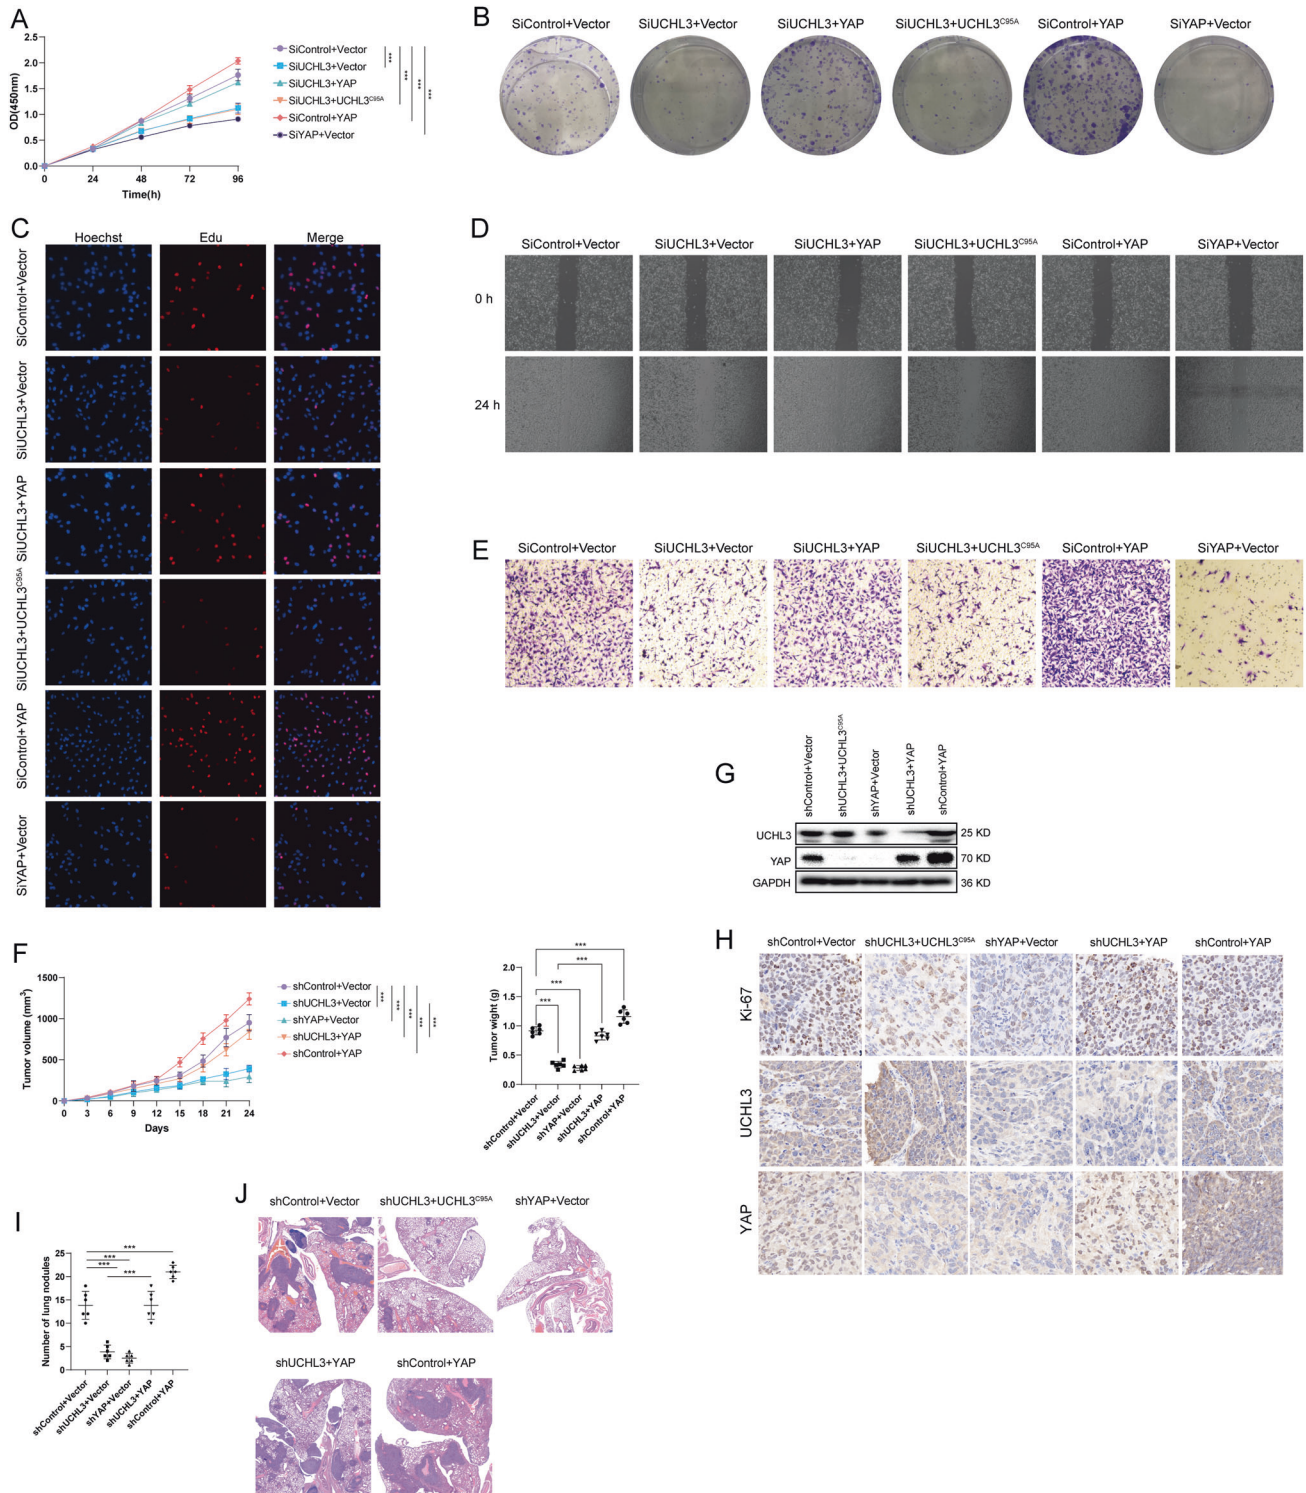 A
2.5
2.0
1.5
1.0
0.5
0.0
OD(450nm)
0
24
48
72
96
Time(h)
SiControl+Vector
SiUCHL3+Vector
SiUCHL3+YAP
SiUCHL3+UCHL3C95A
SiControl+YAP
SiYAP+Vector
***
***
***
***
B
SiControl+Vector
SiUCHL3+Vector
SiUCHL3+YAP
SiUCHL3+UCHL3C95A
SiControl+YAP
SiYAP+Vector
C
Hoechst
Edu
Merge
SiControl+Vector
SiUCHL3+Vector
SiUCHL3+YAP
SiUCHL3+UCHL3C95A
SiControl+YAP
SiYAP+Vector
D
SiControl+Vector
SiUCHL3+Vector
SiUCHL3+YAP
SiUCHL3+UCHL3C95A
SiControl+YAP
SiYAP+Vector
0 h
24 h
E
SiControl+Vector
SiUCHL3+Vector
SiUCHL3+YAP
SiUCHL3+UCHL3C95A
SiControl+YAP
SiYAP+Vector
G
shControl+Vector
shUCHL3+UCHL3C95A
shYAP+Vector
shUCHL3+YAP
shControl+YAP
UCHL3
25 KD
YAP
70 KD
GAPDH
36 KD
F
1500
1000
500
0
Tumor volume (mm3)
0
3
6
9
12
15
18
21
24
Days
shControl+Vector
shUCHL3+Vector
shYAP+Vector
shUCHL3+YAP
shControl+YAP
***
***
***
***
***
2.0
1.5
1.0
0.5
0.0
Tumor wight (g)
***
***
***
***
shControl+Vector
shUCHL3+Vector
shYAP+Vector
shUCHL3+YAP
shControl+YAP
H
shControl+Vector
shUCHL3+UCHL3C95A
shYAP+Vector
shUCHL3+YAP
shControl+YAP
Ki-67
UCHL3
YAP
I
25
20
15
10
5
0
Number of lung nodules
***
***
***
***
shControl+Vector
shUCHL3+Vector
shYAP+Vector
shUCHL3+YAP
shControl+YAP
J
shControl+Vector
shUCHL3+UCHL3C95A
shYAP+Vector
shUCHL3+YAP
shControl+YAP